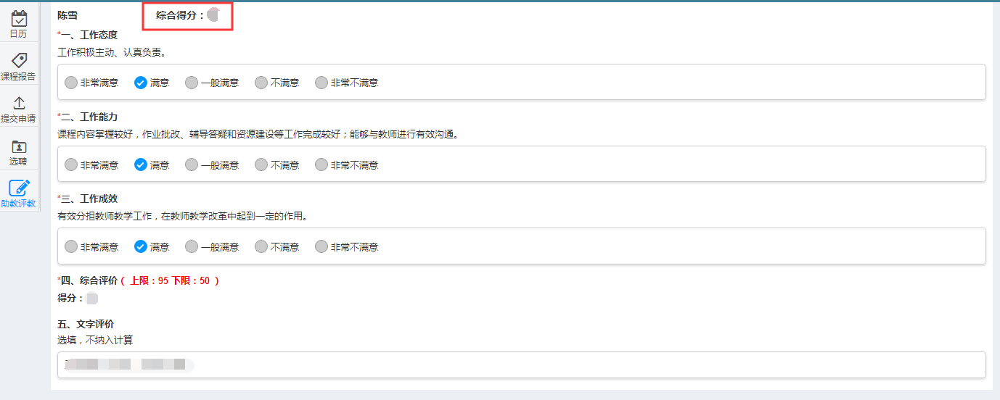 日历
课程报告
提交申请
选聘
助教评教
陈雪 综合得分：
*一、工作态度
工作积极主动、认真负责。
非常满意 满意 一般满意 不满意 非常不满意
*二、工作能力
课程内容掌握较好，作业批改、辅导答疑和资源建设等工作完成较好；能够与教师进行有效沟通。
非常满意 满意 一般满意 不满意 非常不满意
*三、工作成效
有效分担教师教学工作，在教师教学改革中起到一定的作用。
非常满意 满意 一般满意 不满意 非常不满意
*四、综合评价（ 上限：95 下限：50 ）
得分：
五、文字评价
选填，不纳入计算